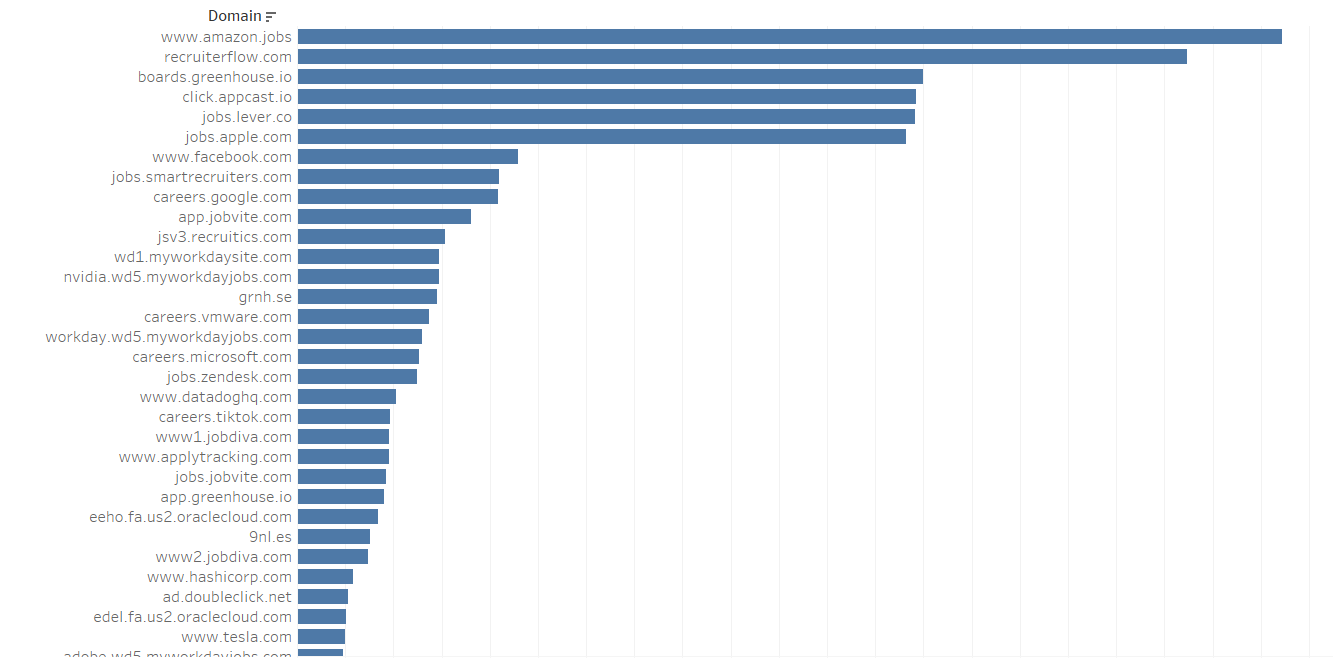 Domain
www.amazon.jobs
recruiterflow.com
boards.greenhouse.io
click.appcast.io
jobs.lever.co
jobs.apple.com
www.facebook.com
jobs.smartrecruiters.com
careers.google.com
app.jobvite.com
jsv3.recruitics.com
wd1.myworkdaysite.com
nvidia.wd5.myworkdayjobs.com
grnh.se
careers.vmware.com
workday.wd5.myworkdayjobs.com
careers.microsoft.com
jobs.zendesk.com
www.datadoghq.com
careers.tiktok.com
www1.jobdiva.com
www.applytracking.com
jobs.jobvite.com
app.greenhouse.io
eeho.fa.us2.oraclecloud.com
9nl.es
www2.jobdiva.com
www.hashicorp.com
ad.doubleclick.net
edel.fa.us2.oraclecloud.com
www.tesla.com
adobe.wd5.myworkdayjobs.com